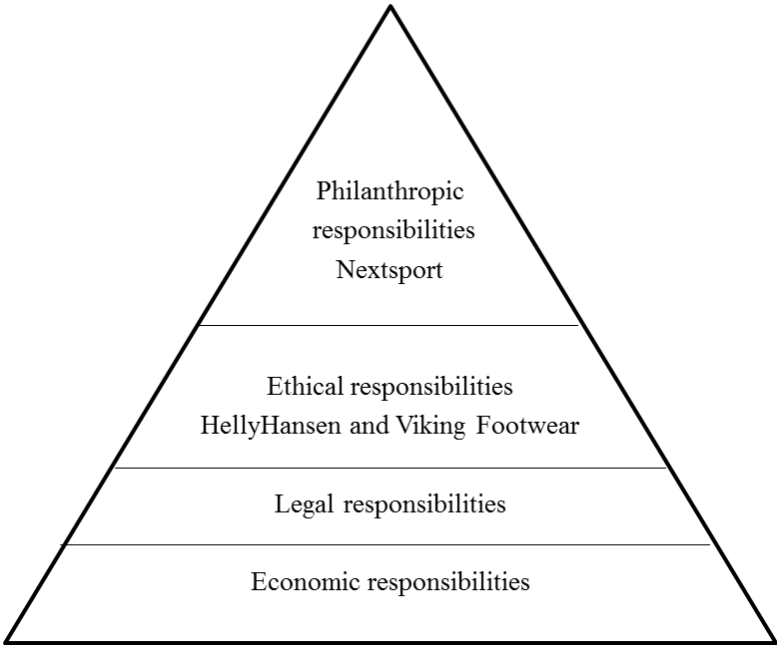 Philanthropic
responsibilities
Nextsport
Ethical responsibilities
HellyHansen and Viking Footwear
Legal responsibilities
Economic responsibilities